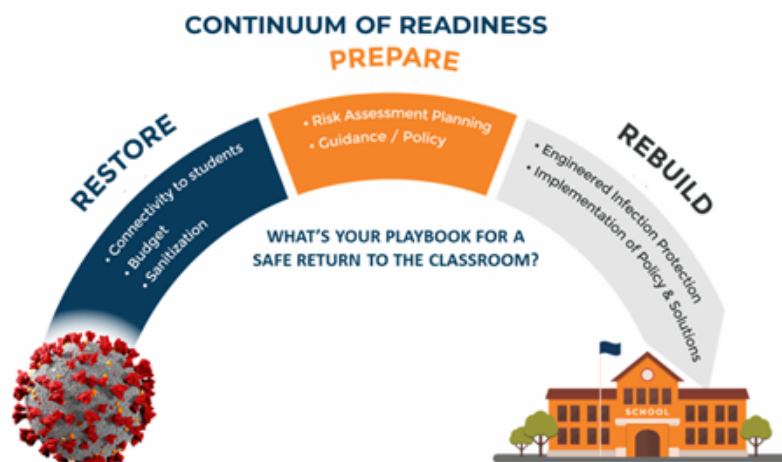 CONTINUUM OF READINESS
PREPARE
RESTORE
REBUILD
• Connectivity to students
• Budget
• Sanitization
• Risk Assessment Planning
• Guidance / Policy
• Engineered Infection Protection
• Implementation of Policy & Solutions
WHAT'S YOUR PLAYBOOK FOR A
SAFE RETURN TO THE CLASSROOM?
SCHOOL